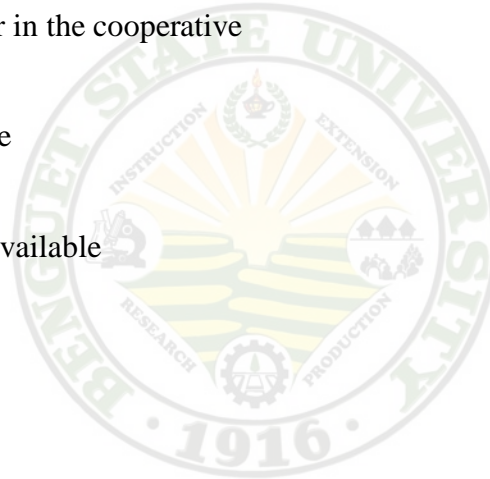 r in the cooperative
e
vailable
BENGUET STATE UNIVERSITY
INSTRUCTION
EXTENSION
RESEARCH
PRODUCTION
· 1916 ·